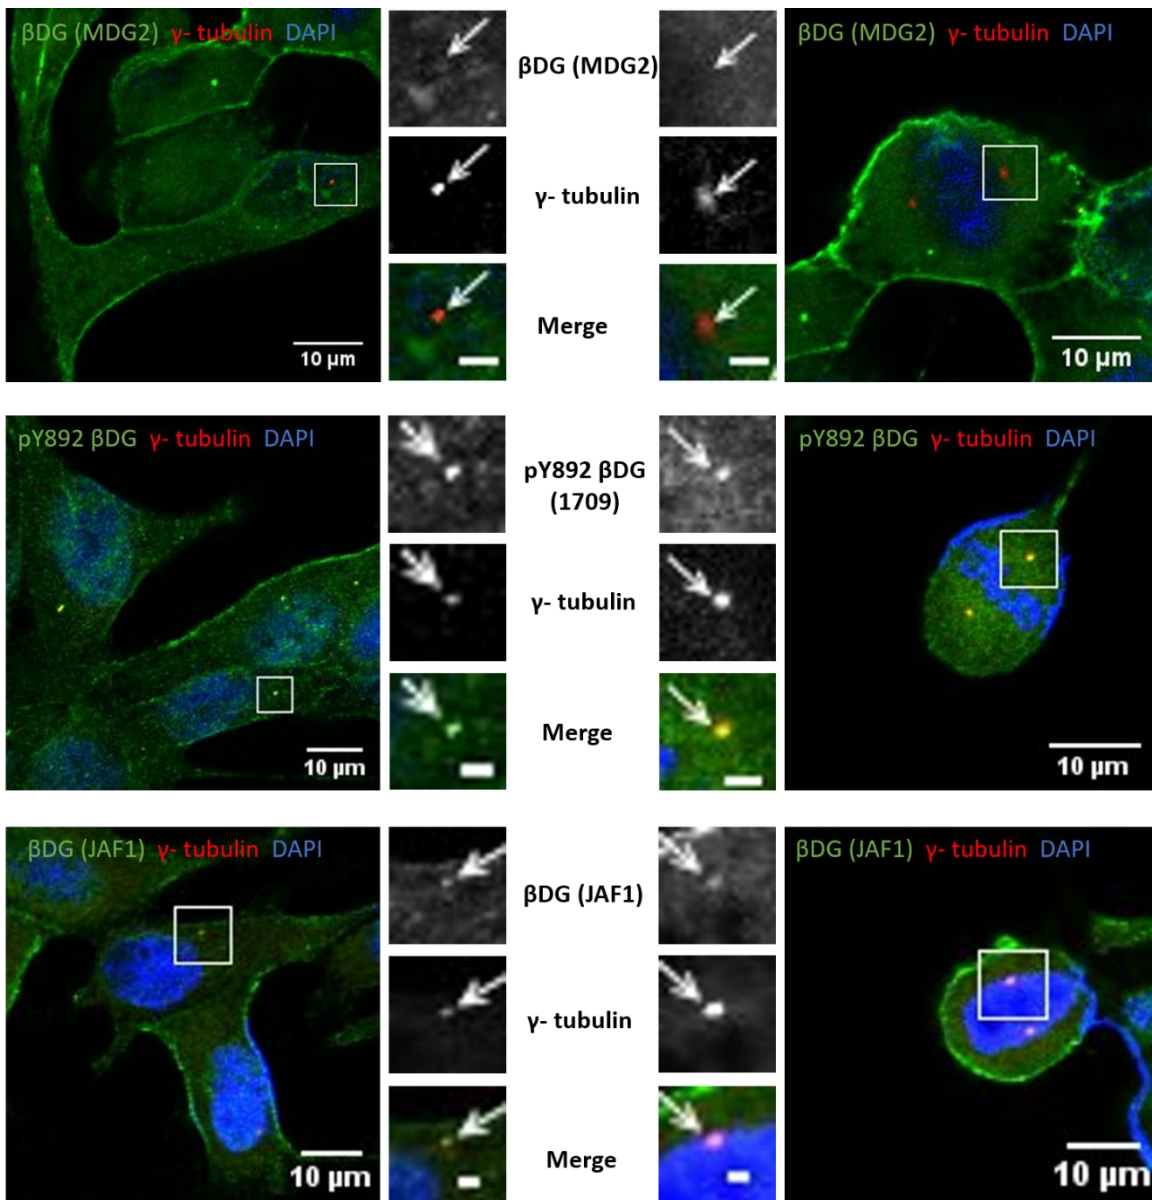 βDG (MDG2) γ- tubulin DAPI
10 µm
βDG (MDG2)
γ- tubulin
Merge
βDG (MDG2) γ- tubulin DAPI
10 µm
pY892 βDG γ- tubulin DAPI
10 µm
pY892 βDG
(1709)
γ- tubulin
Merge
pY892 βDG γ- tubulin DAPI
10 µm
βDG (JAF1) γ- tubulin DAPI
10 µm
βDG (JAF1)
γ- tubulin
Merge
βDG (JAF1) γ- tubulin DAPI
10 µm